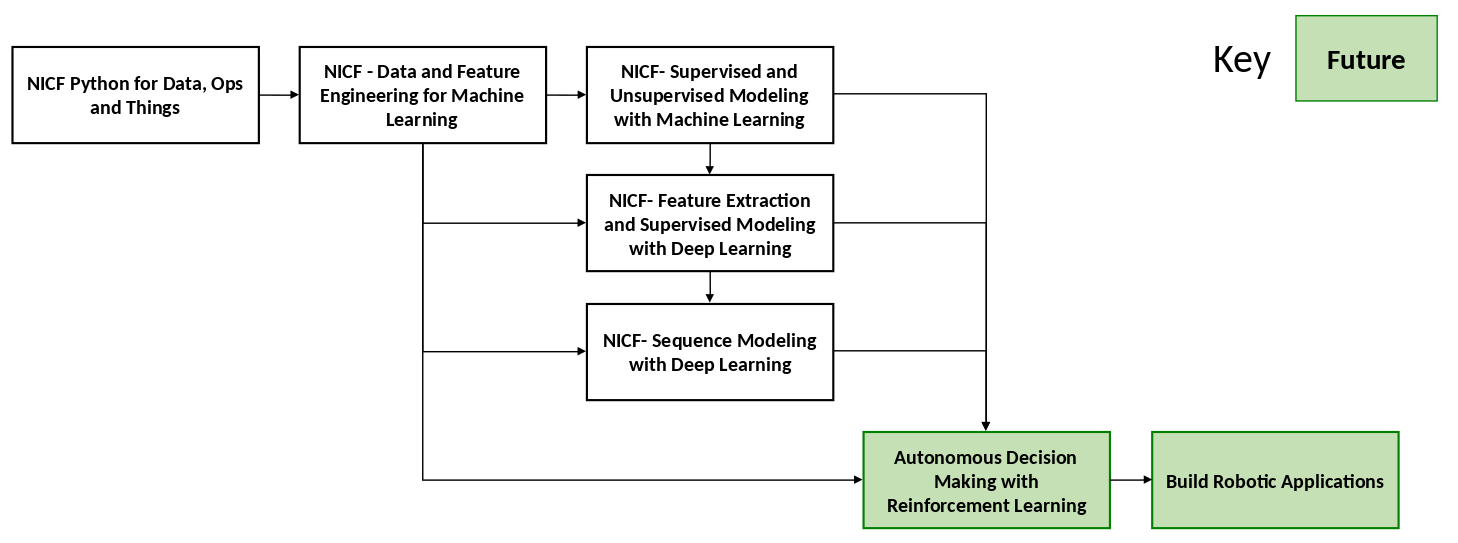 NICF Python for Data, Ops
and Things
NICF - Data and Feature
Engineering for Machine
Learning
NICF- Supervised and
Unsupervised Modeling
with Machine Learning
Key
Future
NICF- Feature Extraction
and Supervised Modeling
with Deep Learning
NICF- Sequence Modeling
with Deep Learning
Autonomous Decision
Making with
Reinforcement Learning
Build Robotic Applications